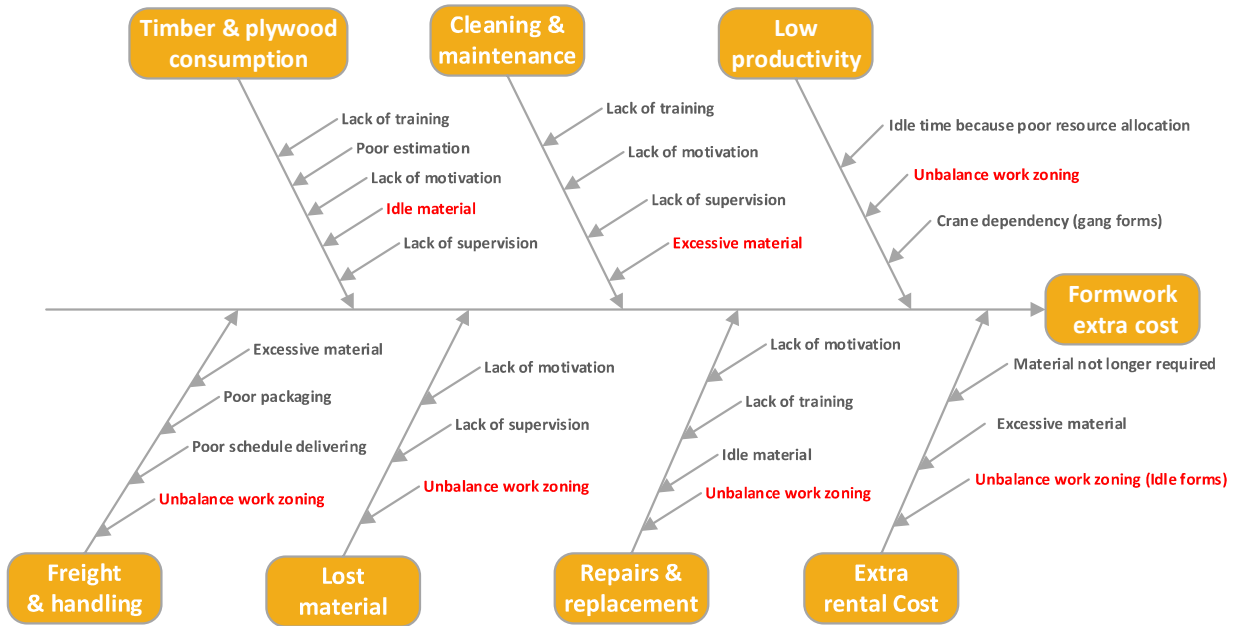 Timber & plywood
consumption
Cleaning &
maintenance
Low
productivity
Lack of training
Poor estimation
Lack of motivation
Idle material
Lack of supervision
Lack of training
Lack of motivation
Lack of supervision
Excessive material
Idle time because poor resource allocation
Unbalance work zoning
Crane dependency (gang forms)
Formwork
extra cost
Excessive material
Poor packaging
Poor schedule delivering
Unbalance work zoning
Lack of motivation
Lack of supervision
Unbalance work zoning
Lack of motivation
Lack of training
Idle material
Unbalance work zoning
Material not longer required
Excessive material
Unbalance work zoning (Idle forms)
Freight
& handling
Lost
material
Repairs &
replacement
Extra
rental Cost